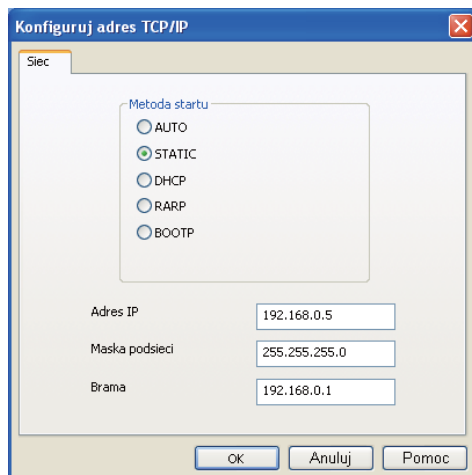 Konfiguruj adres TCP/IP
Siec
Metoda startu
AUTO
STATIC
DHCP
RARP
BOOTP
Adres IP 192.168.0.5
Maska podsieci 255.255.255.0
Brama 192.168.0.1
OK Anuluj Pomoc